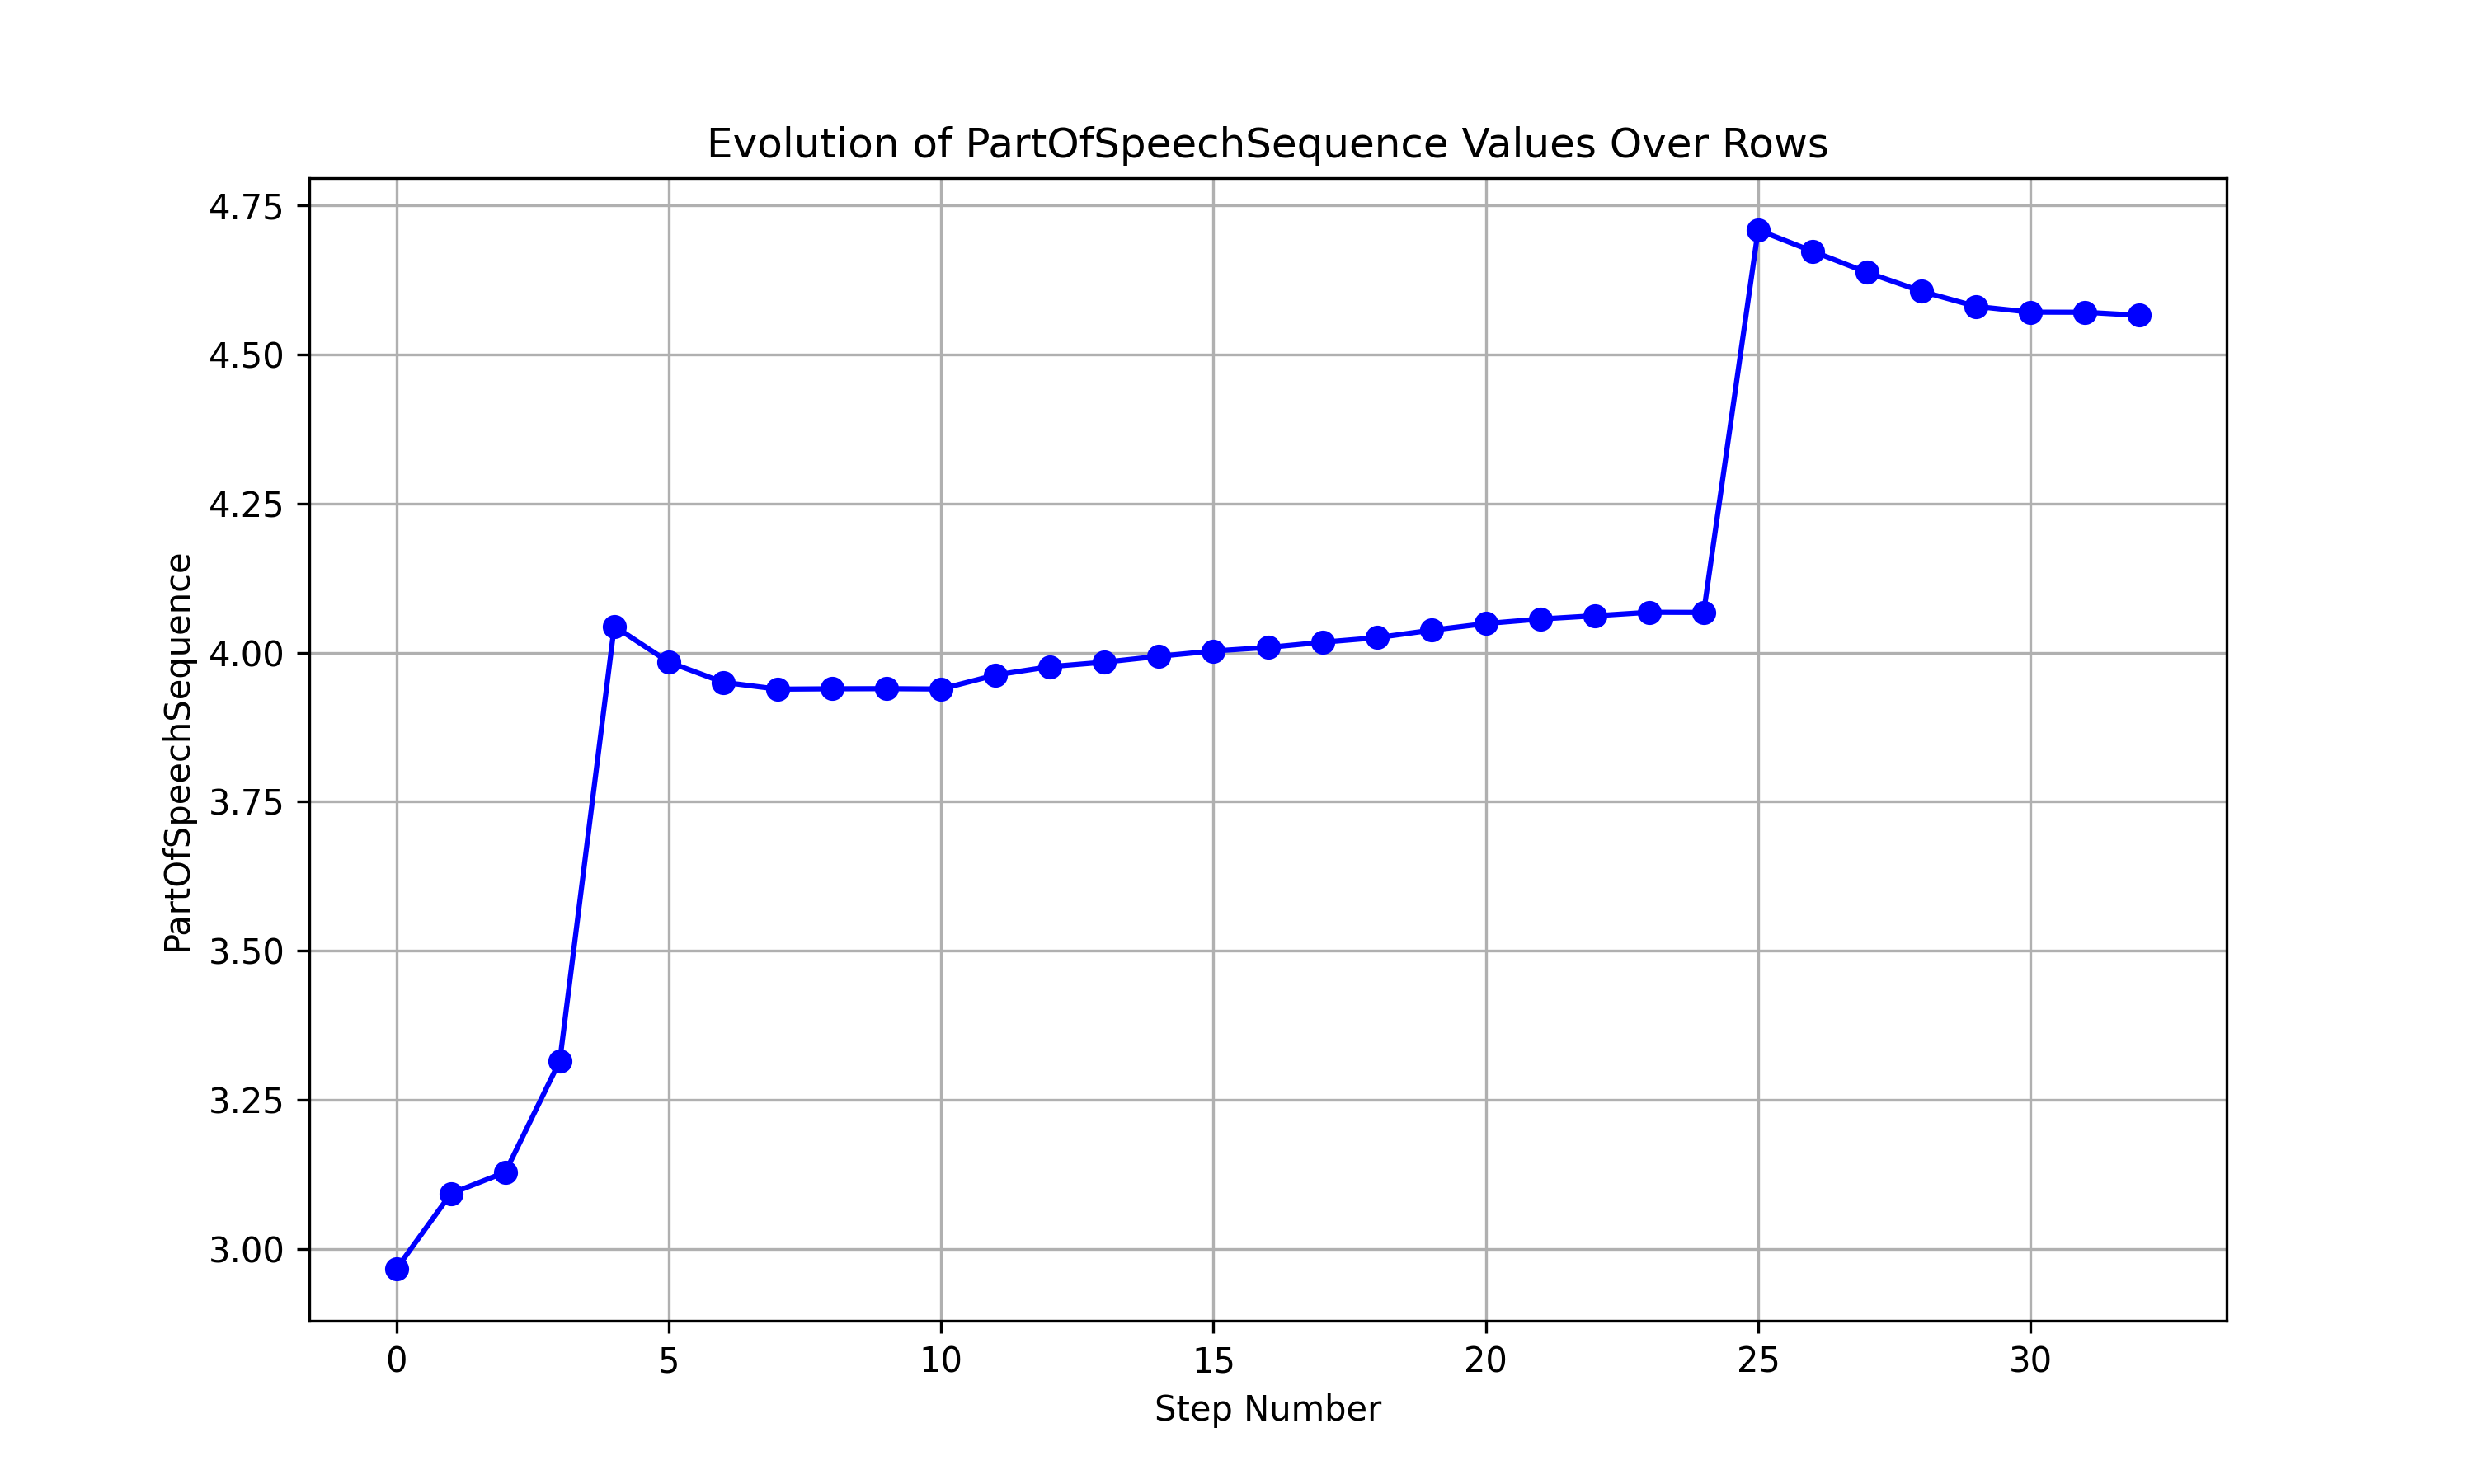 Evolution of PartOfSpeechSequence Values Over Rows
PartOfSpeechSequence
4.75
4.50
4.25
4.00
3.75
3.50
3.25
3.00
0 5 10 15 20 25 30
Step Number